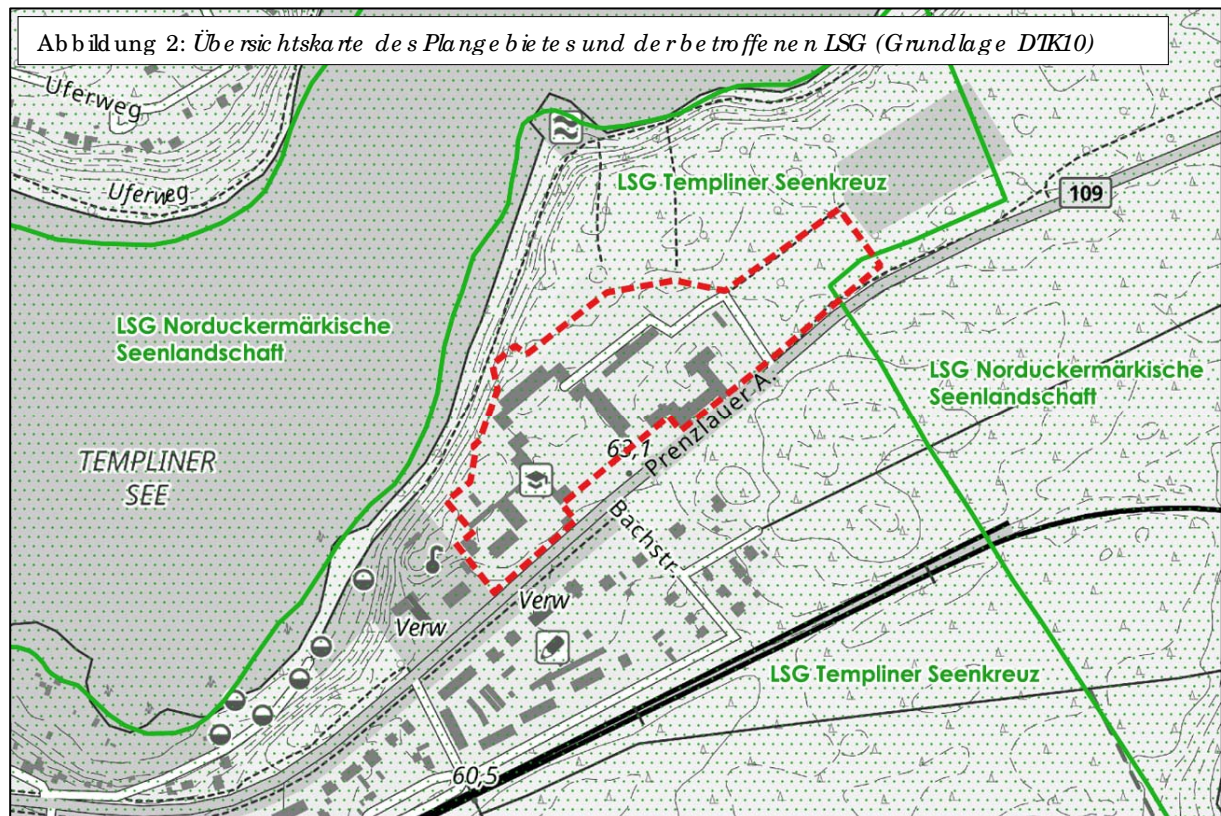 Abbildung 2: Übersichtskarte des Plangebietes und der betroffenen LSG (Grundlage DTK10)
Uferweg
Uferweg
LSG Templiner Seenkreuz
109
LSG Norduckermärkische
Seenlandschaft
LSG Norduckermärkische
Seenlandschaft
Prenzlauer A.
63,1
TEMPLINER
SEE
Bachstr.
Verw
Verw
LSG Templiner Seenkreuz
60,5